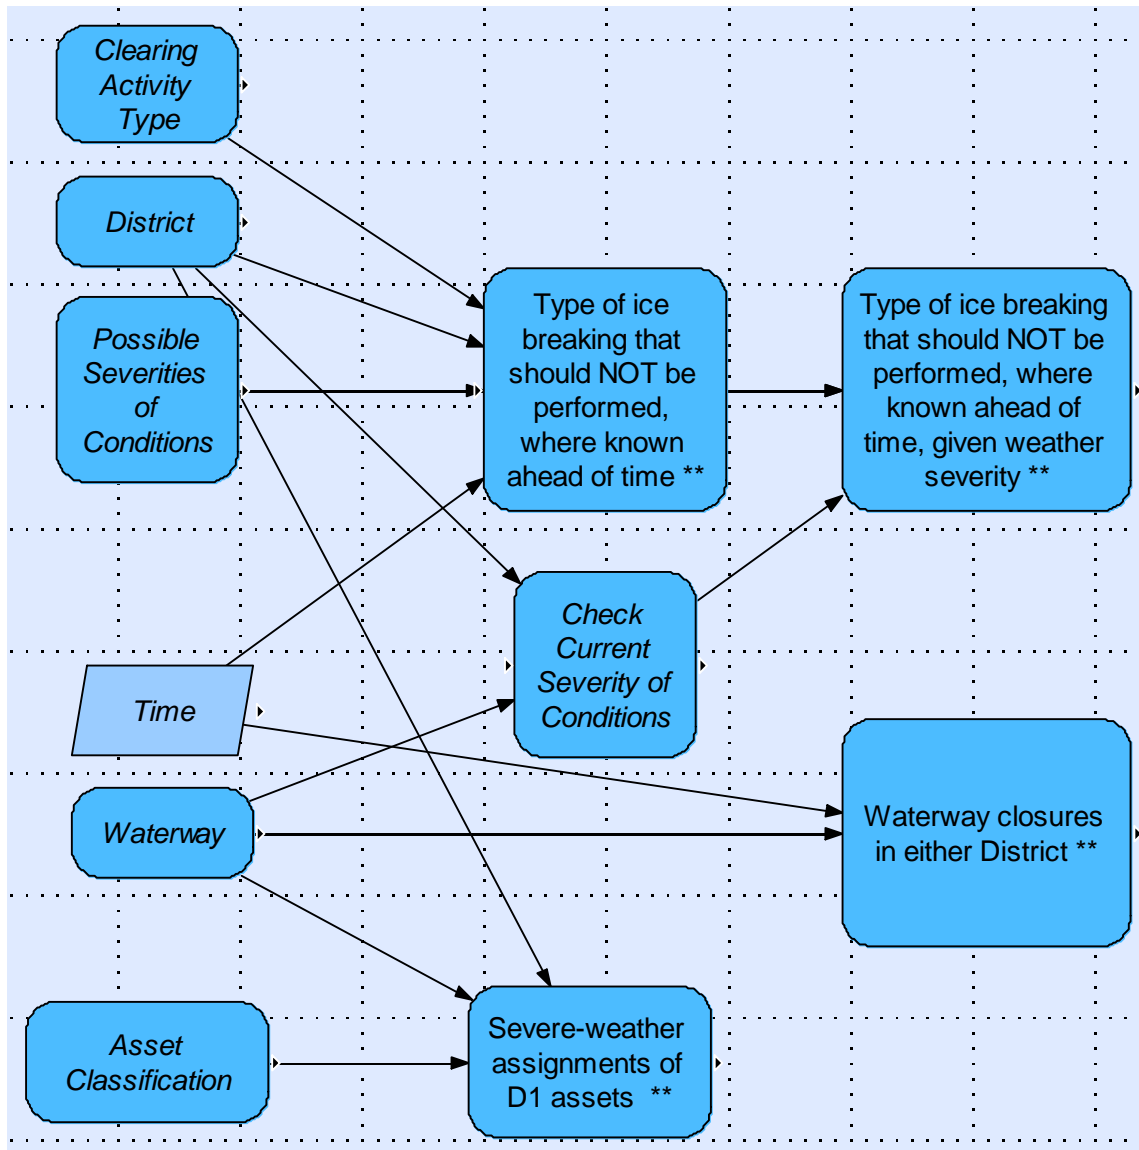 Clearing
Activity
Type
District
Possible
Severities
of
Conditions
Type of ice
breaking that
should NOT be
performed,
where known
ahead of time **
Type of ice breaking
that should NOT be
performed, where
known ahead of
time, given weather
severity **
Check
Current
Severity of
Conditions
Time
Waterway
Waterway closures
in either District **
Asset
Classification
Severe-weather
assignments of
D1 assets **